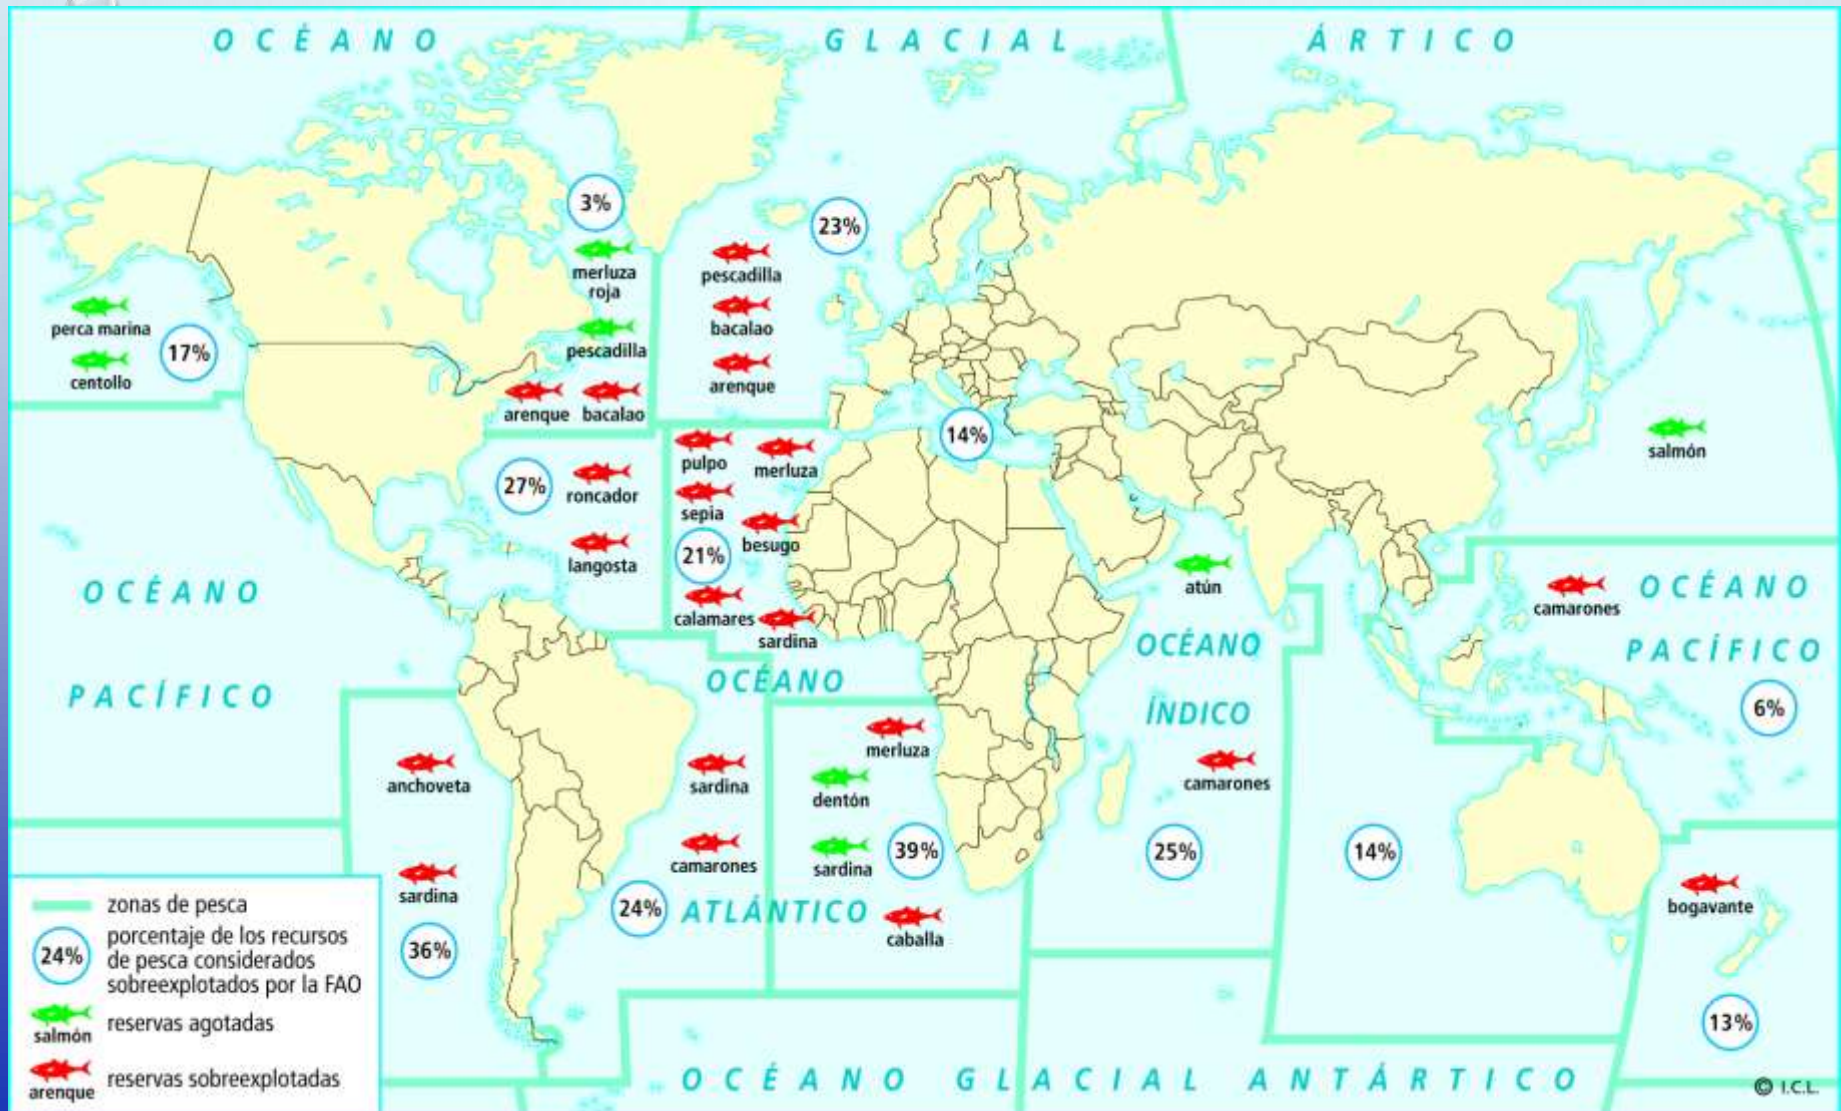 OCÉANO GLACIAL ÁRTICO
3%
23%
merluza
roja
pescadilla
bacalao
arenque
perca marina
17%
centollo
pescadilla
arenque bacalao
14%
salmón
27%
roncador
langosta
pulpo
merluza
sepia
besugo
21%
calamares
sardina
atún
camarones
OCÉANO
PACÍFICO
OCÉANO
PACÍFICO
6%
OCÉANO
ÍNDICO
camarones
25%
14%
OCÉANO
ATLÁNTICO
anchoveta
sardina
36%
sardina
camarones
24%
merluza
dentón
sardina
39%
caballa
bogavante
13%
zonas de pesca
24%
porcentaje de los recursos
de pesca considerados
sobreexplotados por la FAO
salmón
reservas agotadas
arenque
reservas sobreexplotadas
OCÉANO GLACIAL ANTÁRTICO
© I.C.L.